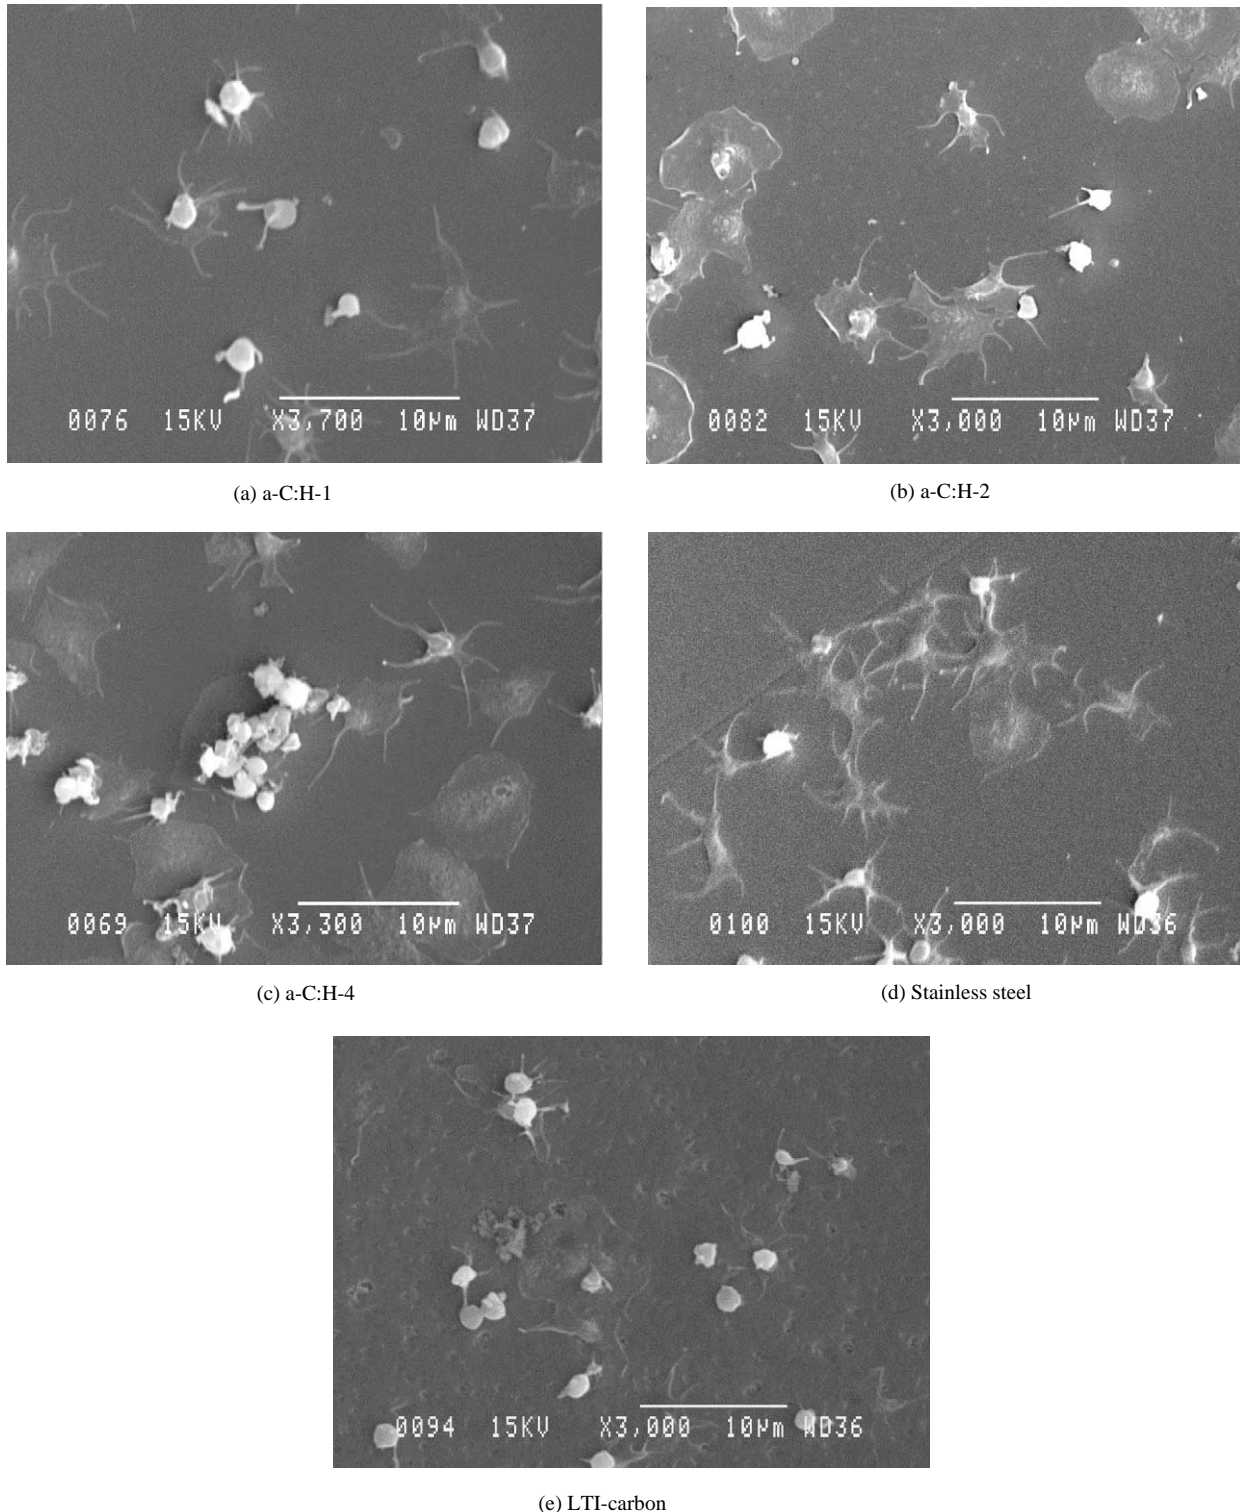 0076 15KV X3,700 10µm WD37
0082 15KV X3,000 10µm WD37
(a) a-C:H-1
(b) a-C:H-2
0069 15KV X3,300 10µm WD37
0100 15KV X3,000 10µm WD36
(c) a-C:H-4
(d) Stainless steel
0094 15KV X3,000 10µm WD36
(e) LTI-carbon